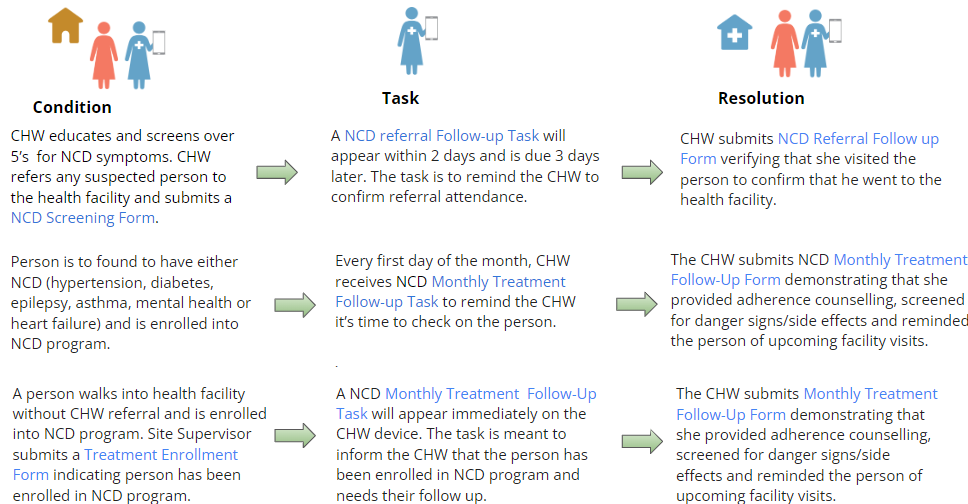 Condition
Task
Resolution
CHW educates and screens over
5's for NCD symptoms. CHW
refers any suspected person to
the health facility and submits a
NCD Screening Form.
A NCD referral Follow-up Task will
appear within 2 days and is due 3 days
later. The task is to remind the CHW to
confirm referral attendance.
CHW submits NCD Referral Follow up
Form verifying that she visited the
person to confirm that he went to the
health facility.
Person is to found to have either
NCD (hypertension, diabetes,
epilepsy, asthma, mental health or
heart failure) and is enrolled into
NCD program.
Every first day of the month, CHW
receives NCD Monthly Treatment
Follow-up Task to remind the CHW
it's time to check on the person.
.
The CHW submits NCD Monthly Treatment
Follow-Up Form demonstrating that she
provided adherence counselling, screened
for danger signs/side effects and reminded
the person of upcoming facility visits.
A person walks into health facility
without CHW referral and is enrolled
into NCD program. Site Supervisor
submits a Treatment Enrollment
Form indicating person has been
enrolled in NCD program.
A NCD Monthly Treatment Follow-Up
Task will appear immediately on the
CHW device. The task is meant to
inform the CHW that the person has
been enrolled in NCD program and
needs their follow up.
The CHW submits Monthly Treatment
Follow-Up Form demonstrating that
she provided adherence counselling,
screened for danger signs/side
effects and reminded the person of
upcoming facility visits.